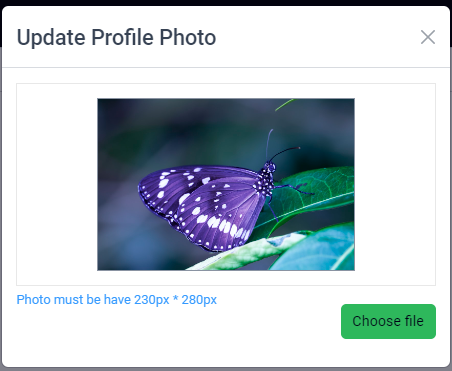 Update Profile Photo
Photo must be have 230px * 280px
Choose file